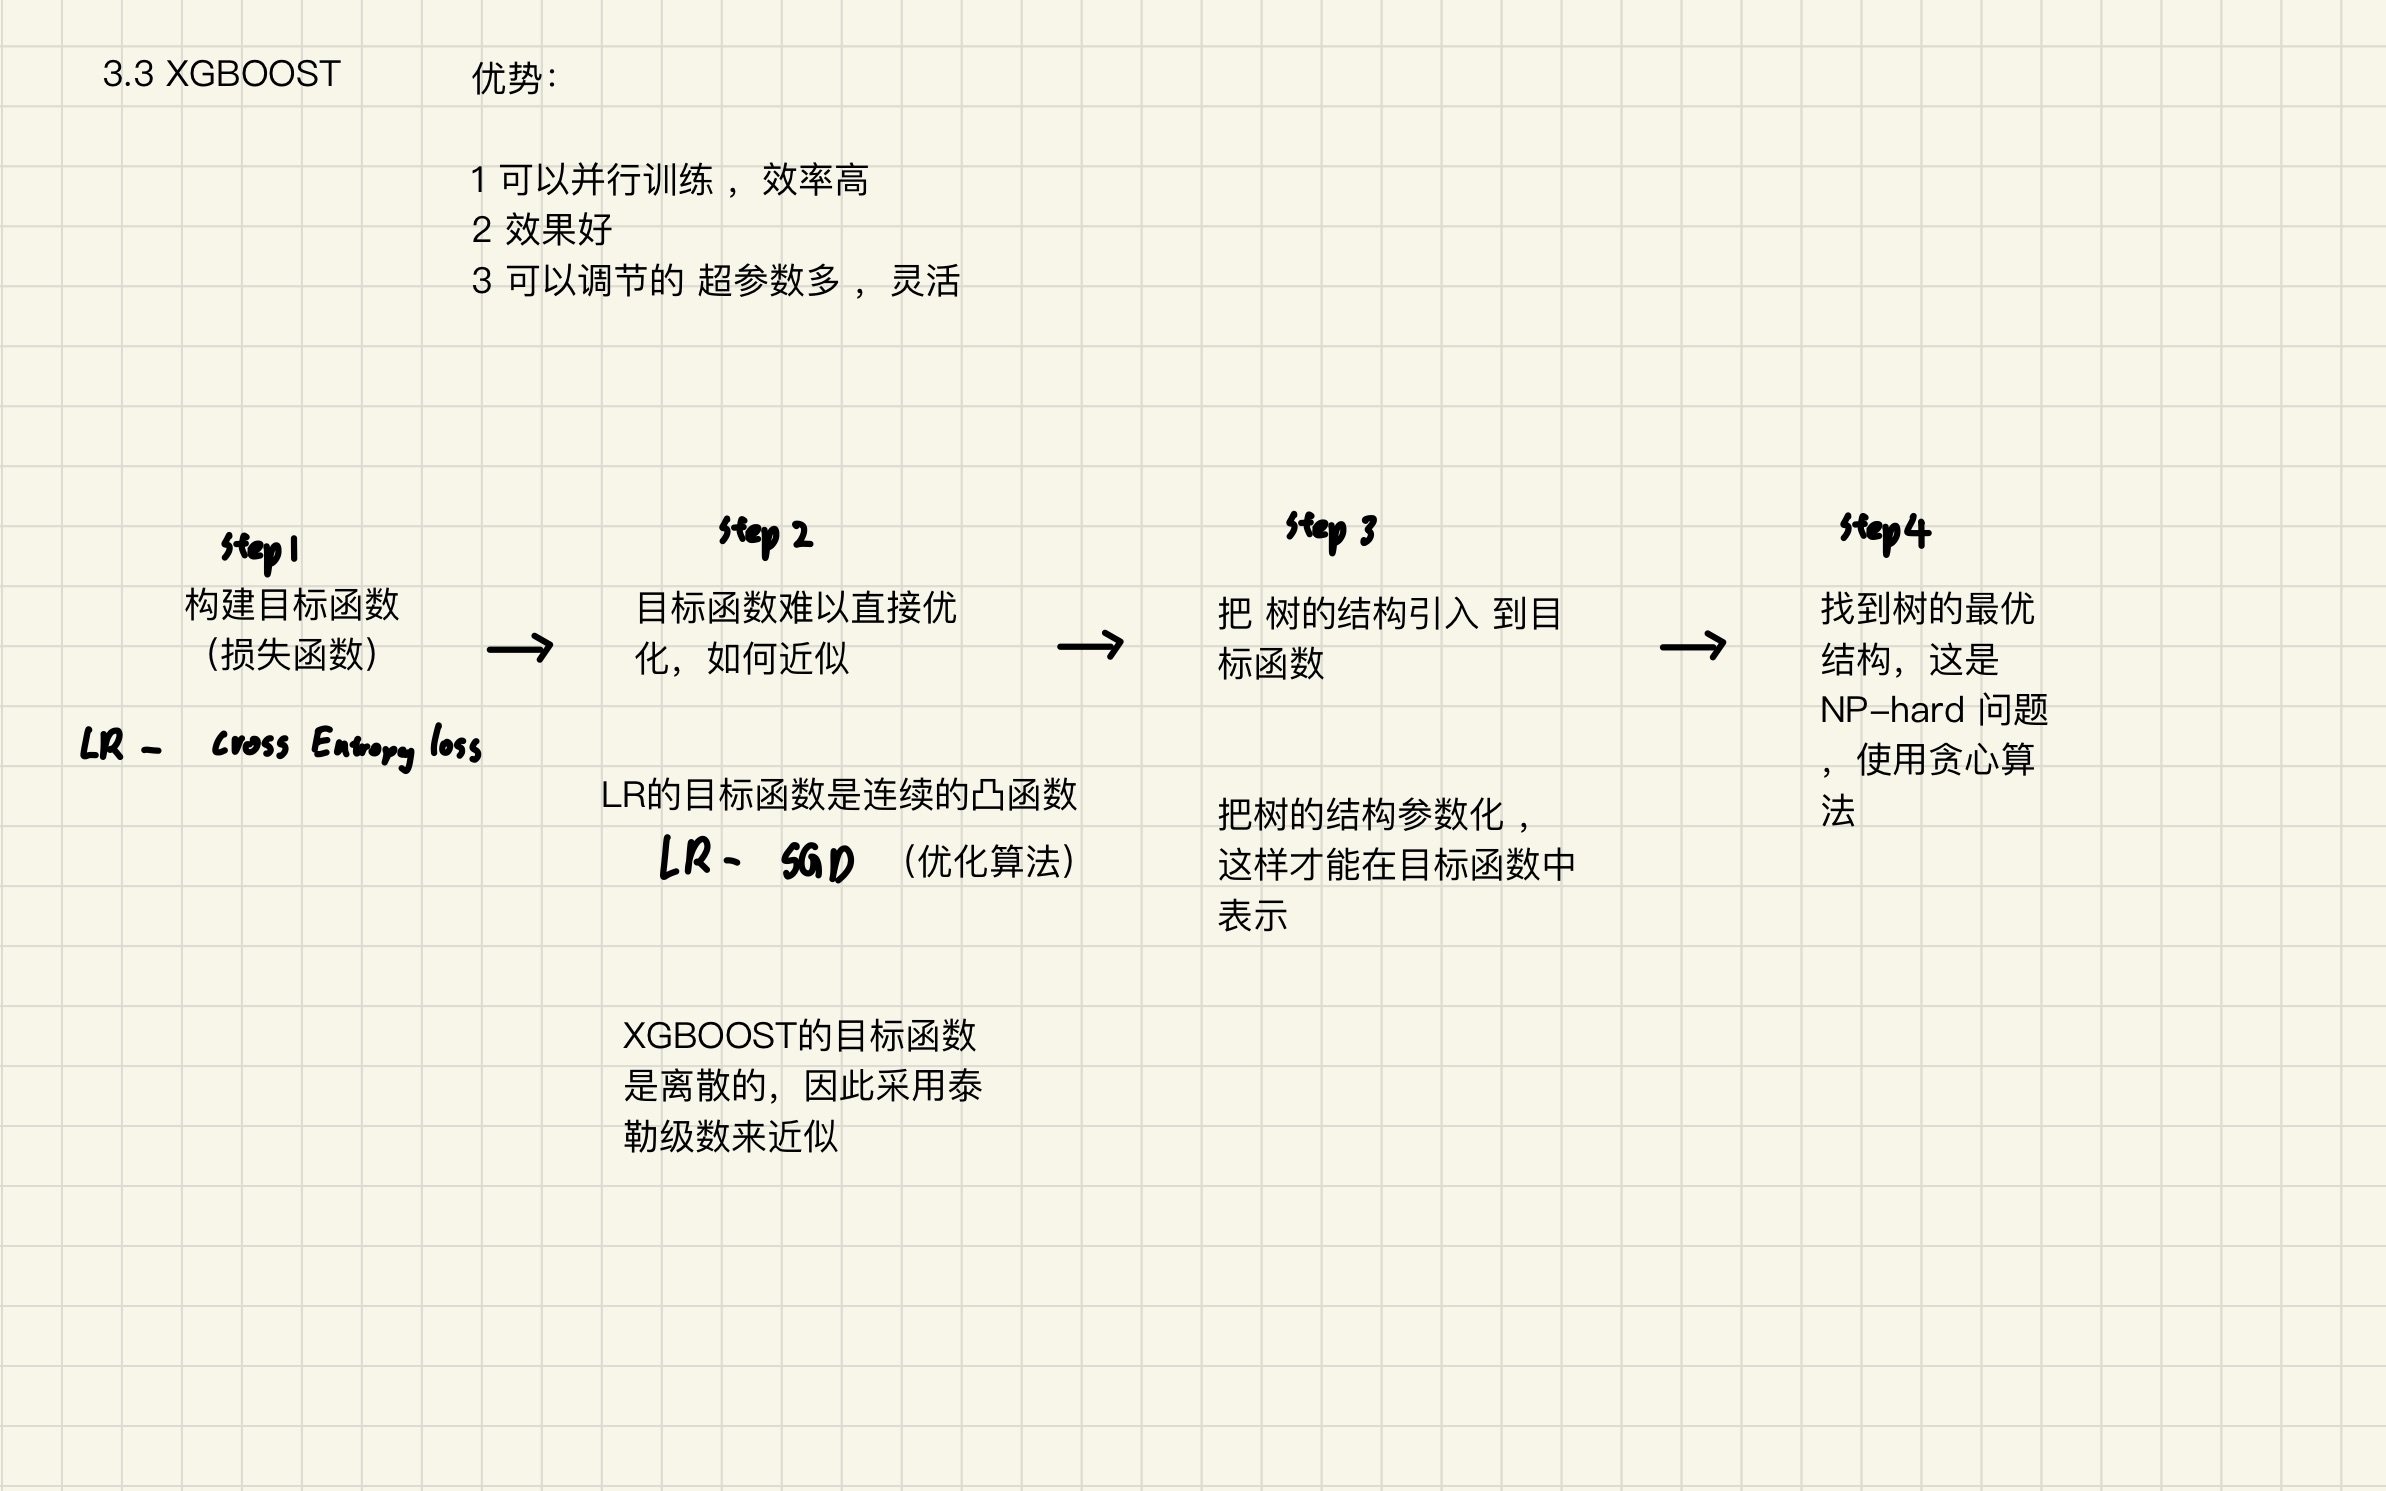 3.3 XGBOOST
优势：
1 可以并行训练 ，效率高
2 效果好
3 可以调节的 超参数多 ，灵活
step1
构建目标函数
（损失函数）
LR - Cross Entropy loss
step 2
目标函数难以直接优
化，如何近似
LR的目标函数是连续的凸函数
LR - SGD （优化算法）
XGBOOST的目标函数
是离散的，因此采用泰
勒级数来近似
step 3
把 树的结构引入 到目
标函数
把树的结构参数化 ，
这样才能在目标函数中
表示
step4
找到树的最优
结构，这是
NP-hard 问题
，使用贪心算
法